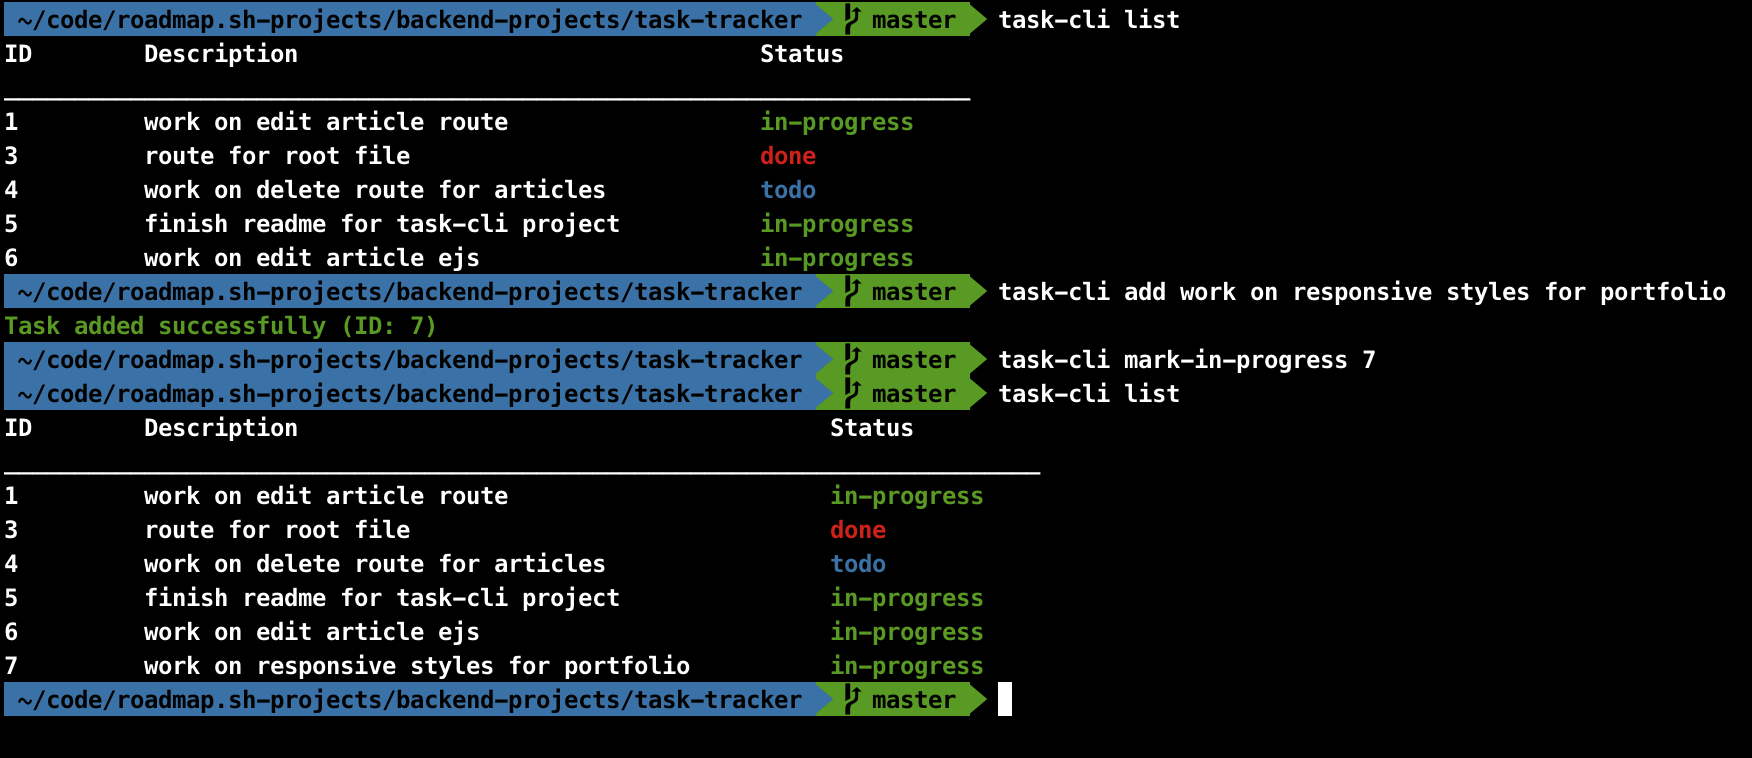 ~/code/roadmap.sh-projects/backend-projects/task-tracker master task-cli list
ID Description Status
1 work on edit article route in-progress
3 route for root file done
4 work on delete route for articles todo
5 finish readme for task-cli project in-progress
6 work on edit article ejs in-progress
~/code/roadmap.sh-projects/backend-projects/task-tracker master task-cli add work on responsive styles for portfolio
Task added successfully (ID: 7)
~/code/roadmap.sh-projects/backend-projects/task-tracker master task-cli mark-in-progress 7
~/code/roadmap.sh-projects/backend-projects/task-tracker master task-cli list
ID Description Status
1 work on edit article route in-progress
3 route for root file done
4 work on delete route for articles todo
5 finish readme for task-cli project in-progress
6 work on edit article ejs in-progress
7 work on responsive styles for portfolio in-progress
~/code/roadmap.sh-projects/backend-projects/task-tracker master